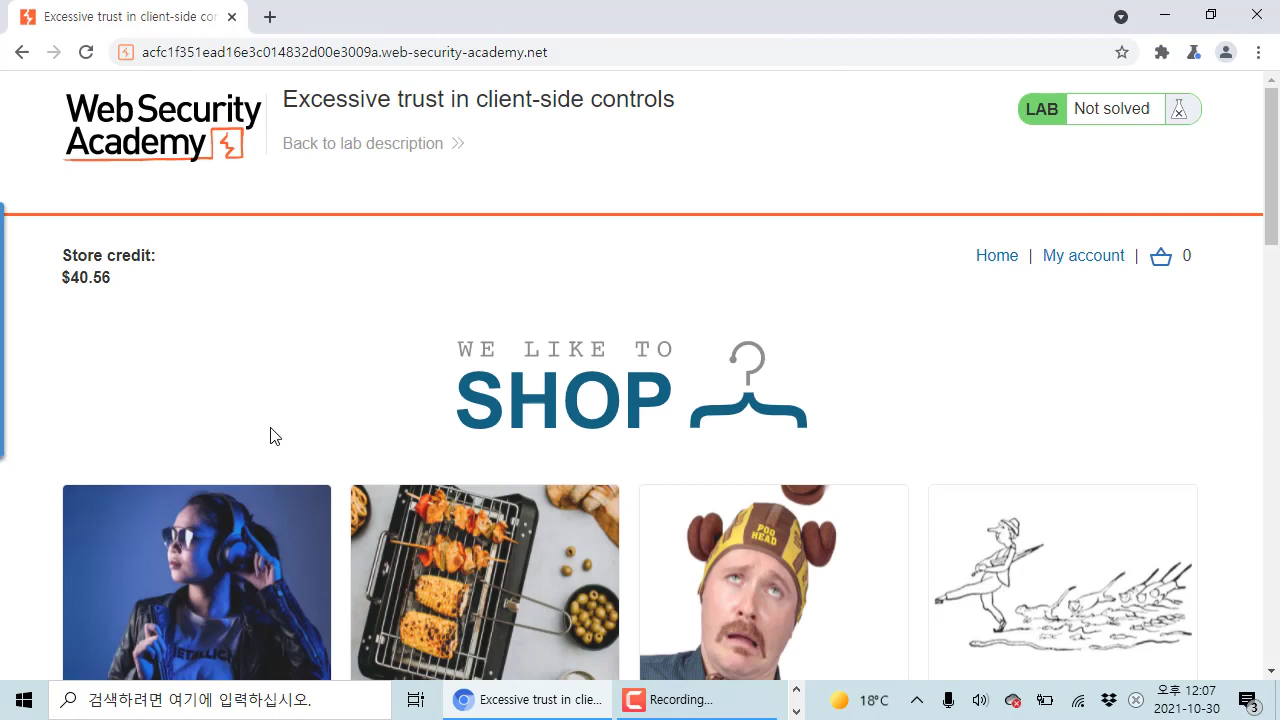 Excessive trust in client-side cor
acfc1f351ead16e3c014832d00e3009a.web-security-academy.net
Web Security
Academy
Excessive trust in client-side controls
Back to lab description
LAB
Not solved
Store credit:
$40.56
Home | My account | 0
WE LIKE TO
SHOP
METALLICA
POO
HEAD
검색하려면 여기에 입력하십시오.
Excessive trust in clie...
Recording...
18°C
오후 12:07
2021-10-30
3